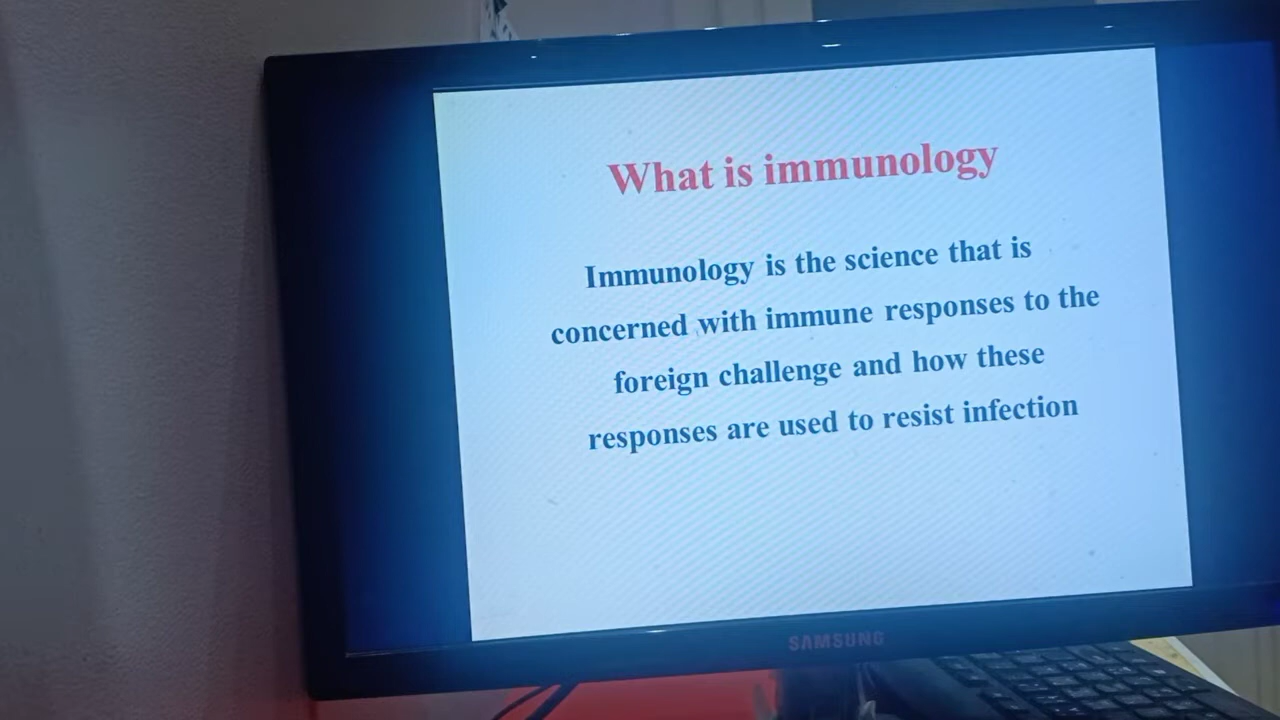 What is immunology
Immunology is the science that is
concerned with immune responses to the
foreign challenge and how these
responses are used to resist infection
SAMSUNG